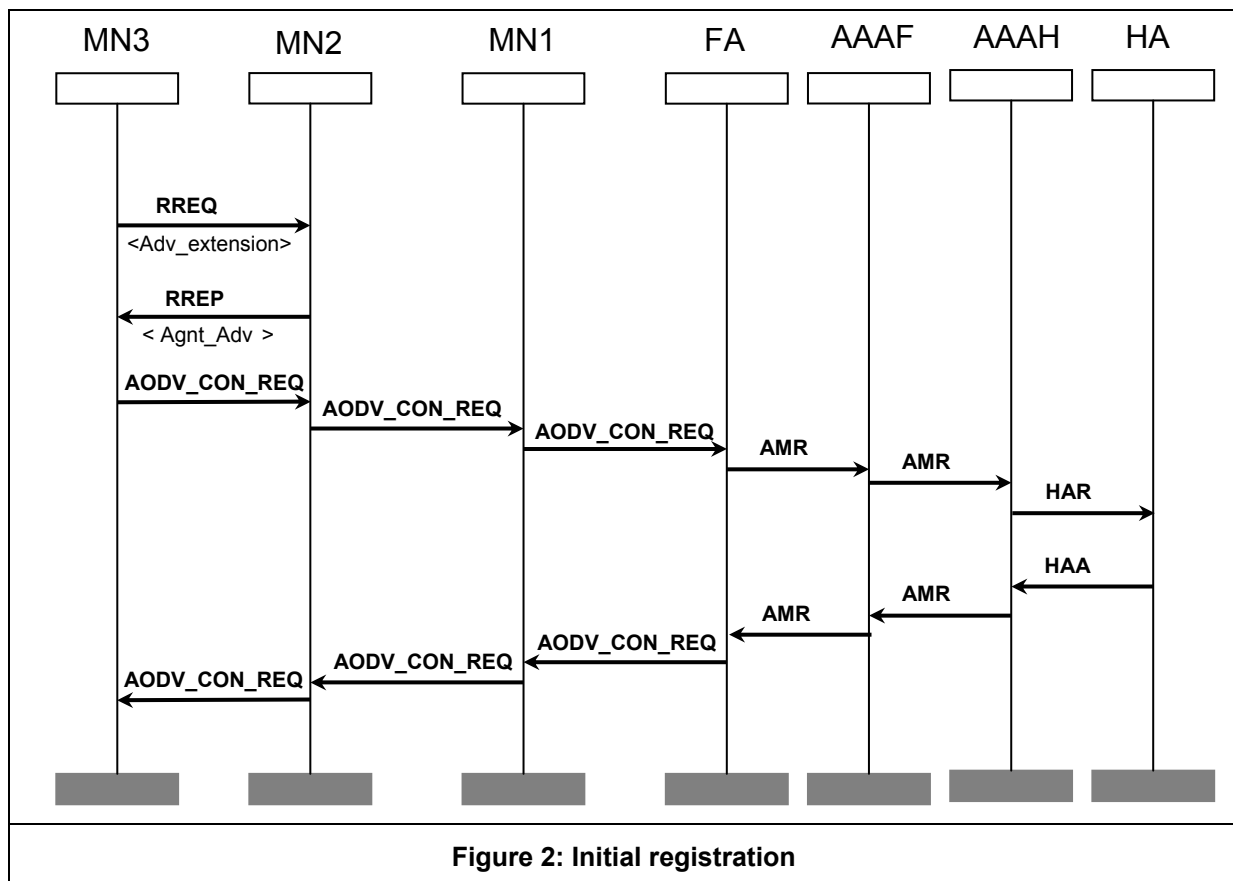 MN3 MN2 MN1 FA AAAF AAAH HA
RREQ
<Adv_extension>
RREP
< Agnt_Adv >
AODV_CON_REQ
AODV_CON_REQ
AODV_CON_REQ
AMR
AMR
HAR
HAA
AMR
AMR
AODV_CON_REQ
AODV_CON_REQ
AODV_CON_REQ
Figure 2: Initial registration